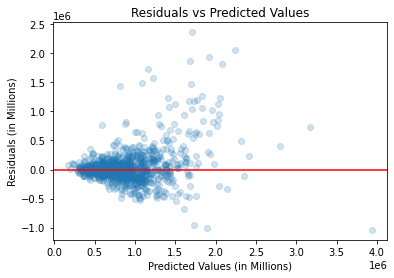 1e6
Residuals vs Predicted Values
2.5
2.0
1.5
1.0
0.5
0.0
−0.5
−1.0
Residuals (in Millions)
0.0 0.5 1.0 1.5 2.0 2.5 3.0 3.5 4.0
1e6
Predicted Values (in Millions)